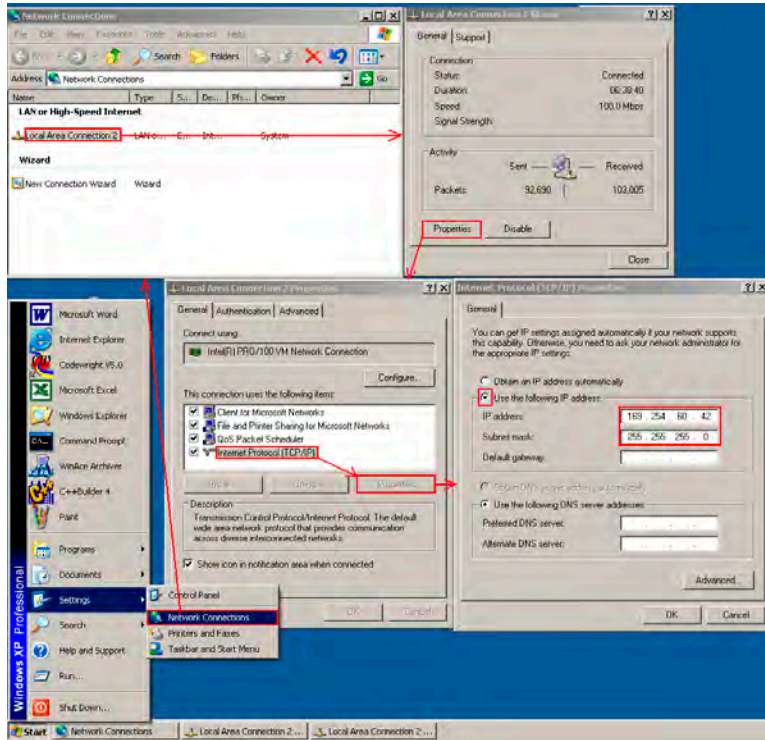 Network Connections
File Edit View Favorites Tools Advanced Help
Search Folders
Address Network Connections Go
Name Type S... De... Ph... Owner
LAN or High-Speed Internet
Local Area Connection 2 LAN o... E... Int... System
Wizard
New Connection Wizard Wizard
Local Area Connection 2 Status
General Support
Connection
Status: Connected
Duration: 06:39:40
Speed: 100.0 Mbps
Signal Strength:
Activity
Sent Received
Packets: 92,690 103,005
Properties Disable
Close
Local Area Connection 2 Properties
General Authentication Advanced
Connect using:
Intel(R) PRO/100 VM Network Connection
Configure...
This connection uses the following items:
Client for Microsoft Networks
File and Printer Sharing for Microsoft Networks
QoS Packet Scheduler
Internet Protocol (TCP/IP)
Properties
Description
Transmission Control Protocol/Internet Protocol. The default
wide area network protocol that provides communication
across diverse interconnected networks.
Show icon in notification area when connected
OK Cancel
Internet Protocol (TCP/IP) Properties
General
You can get IP settings assigned automatically if your network supports
this capability. Otherwise, you need to ask your network administrator for
the appropriate IP settings.
Obtain an IP address automatically
Use the following IP address:
IP address: 169 . 254 . 60 . 42
Subnet mask: 255 . 255 . 255 . 0
Default gateway:
Obtain DNS server address automatically
Use the following DNS server addresses:
Preferred DNS server:
Alternate DNS server:
Advanced...
OK Cancel
Microsoft Word
Internet Explorer
Codewright V5.0
Microsoft Excel
Windows Explorer
Command Prompt
WinAce Archiver
C++Builder 4
Paint
Programs
Documents
Settings
Search
Help and Support
Run...
Shut Down...
Windows XP Professional
Control Panel
Network Connections
Printers and Faxes
Taskbar and Start Menu
Start Network Connections Local Area Connection 2 ... Local Area Connection 2 ...